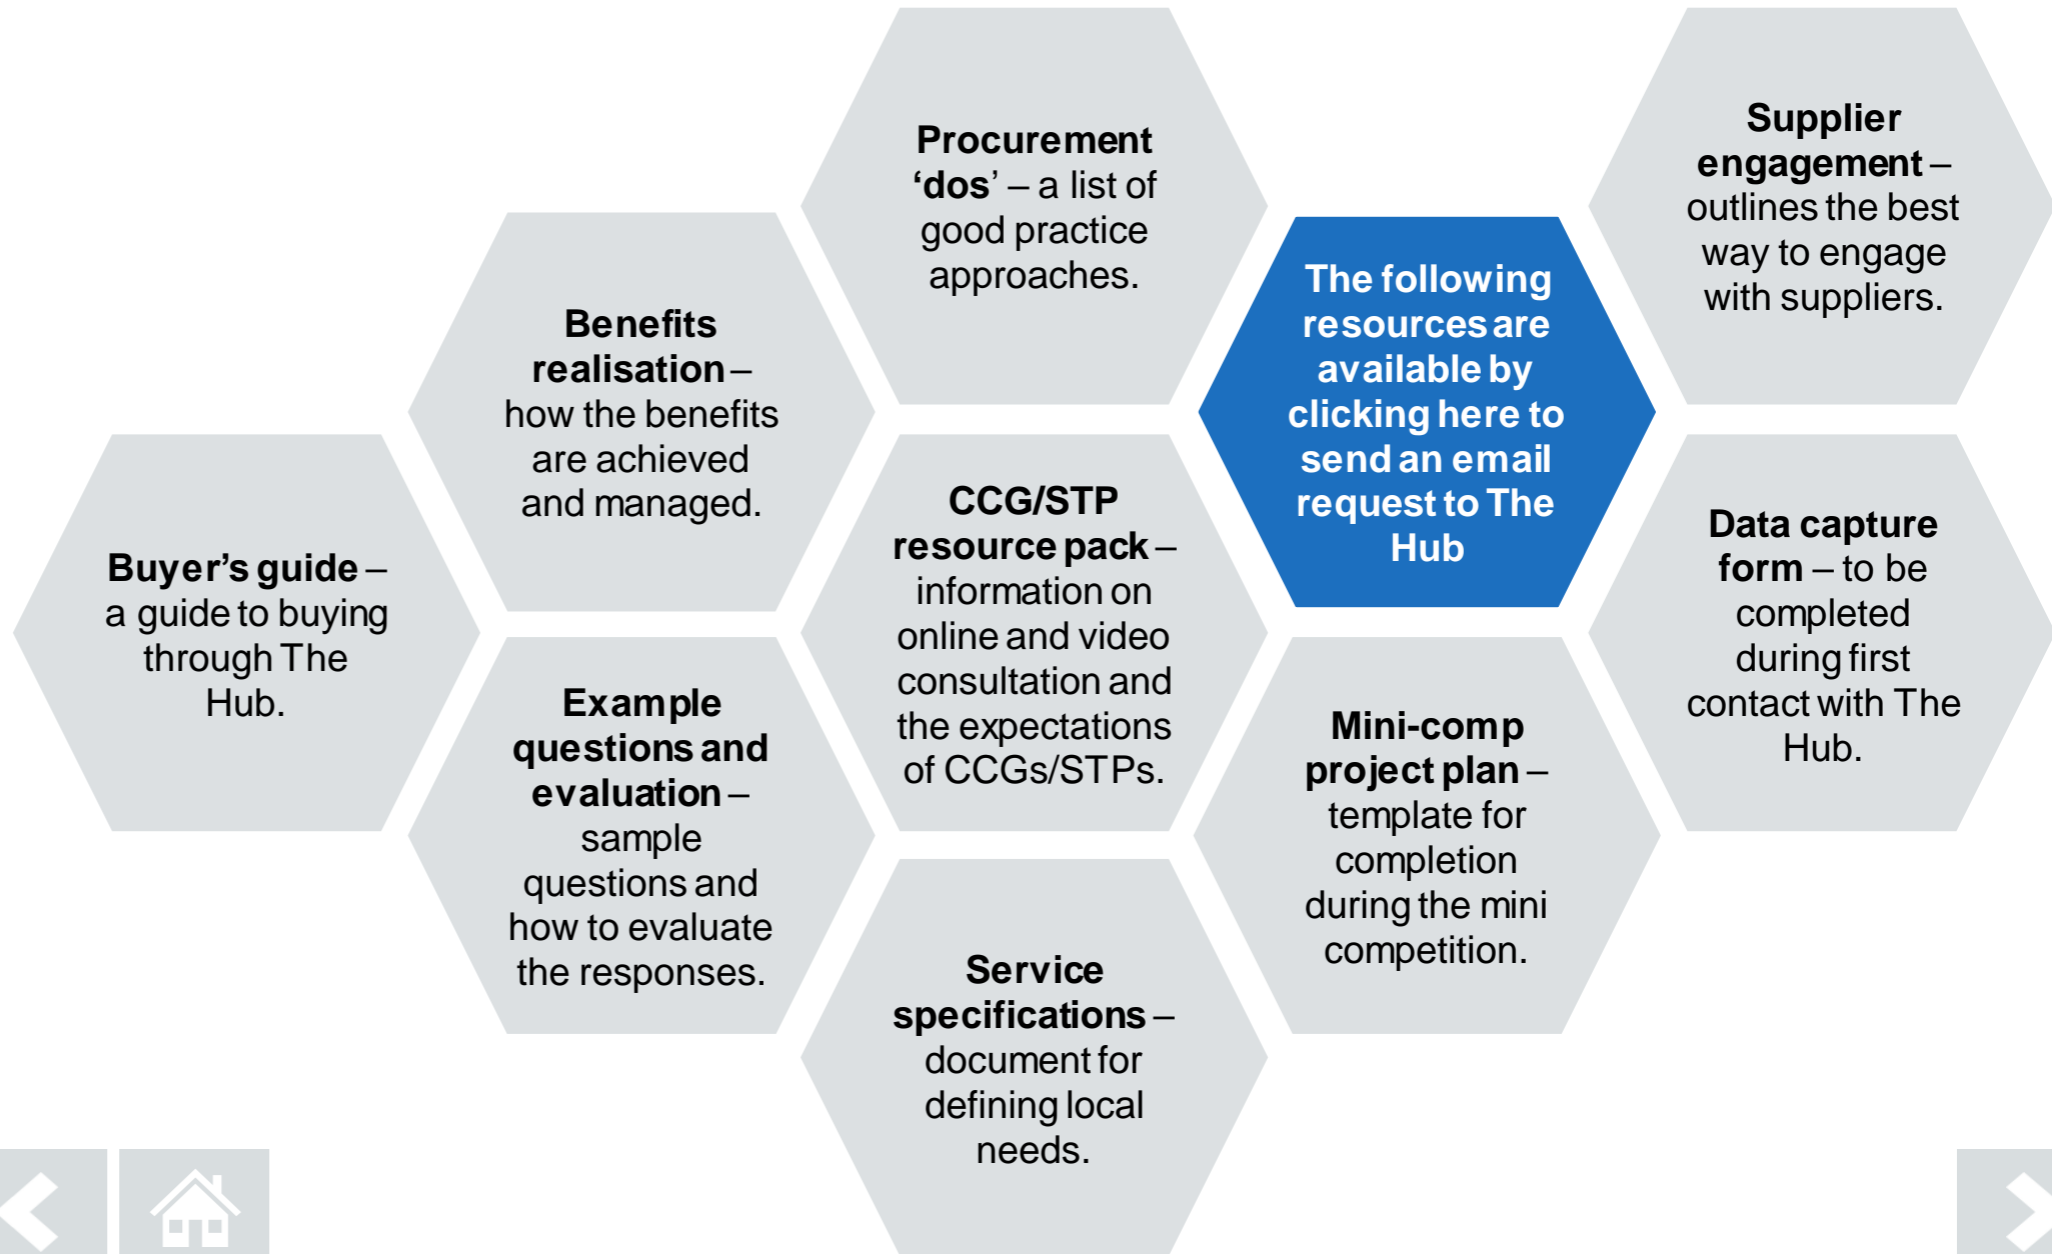 Procurement
‘dos’ – a list of
good practice
approaches.
Supplier
engagement –
outlines the best
way to engage
with suppliers.
Benefits
realisation –
how the benefits
are achieved
and managed.
The following
resources are
available by
clicking here to
send an email
request to The
Hub
Buyer’s guide –
a guide to buying
through The
Hub.
CCG/STP
resource pack –
information on
online and video
consultation and
the expectations
of CCGs/STPs.
Data capture
form – to be
completed
during first
contact with The
Hub.
Example
questions and
evaluation –
sample
questions and
how to evaluate
the responses.
Mini-comp
project plan –
template for
completion
during the mini
competition.
Service
specifications –
document for
defining local
needs.